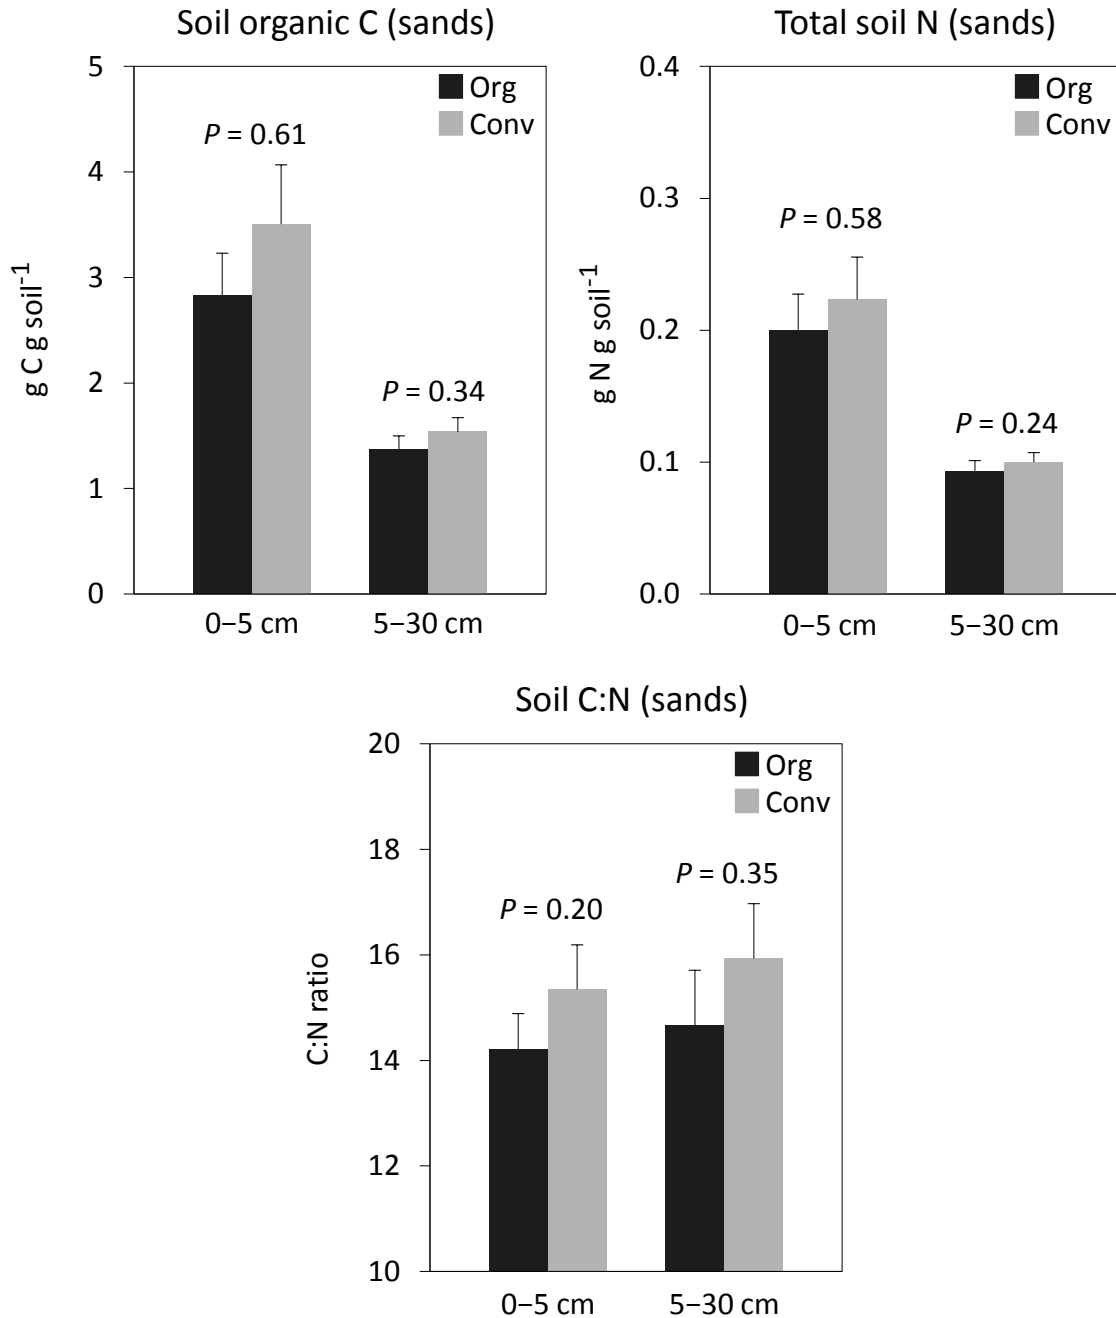 Soil organic C (sands)
5
4
3
2
1
0
g C g soil⁻¹
Org
Conv
P = 0.61
P = 0.34
0–5 cm
5–30 cm
Total soil N (sands)
0.4
0.3
0.2
0.1
0.0
g N g soil⁻¹
Org
Conv
P = 0.58
P = 0.24
0–5 cm
5–30 cm
Soil C:N (sands)
20
18
16
14
12
10
C:N ratio
Org
Conv
P = 0.20
P = 0.35
0–5 cm
5–30 cm